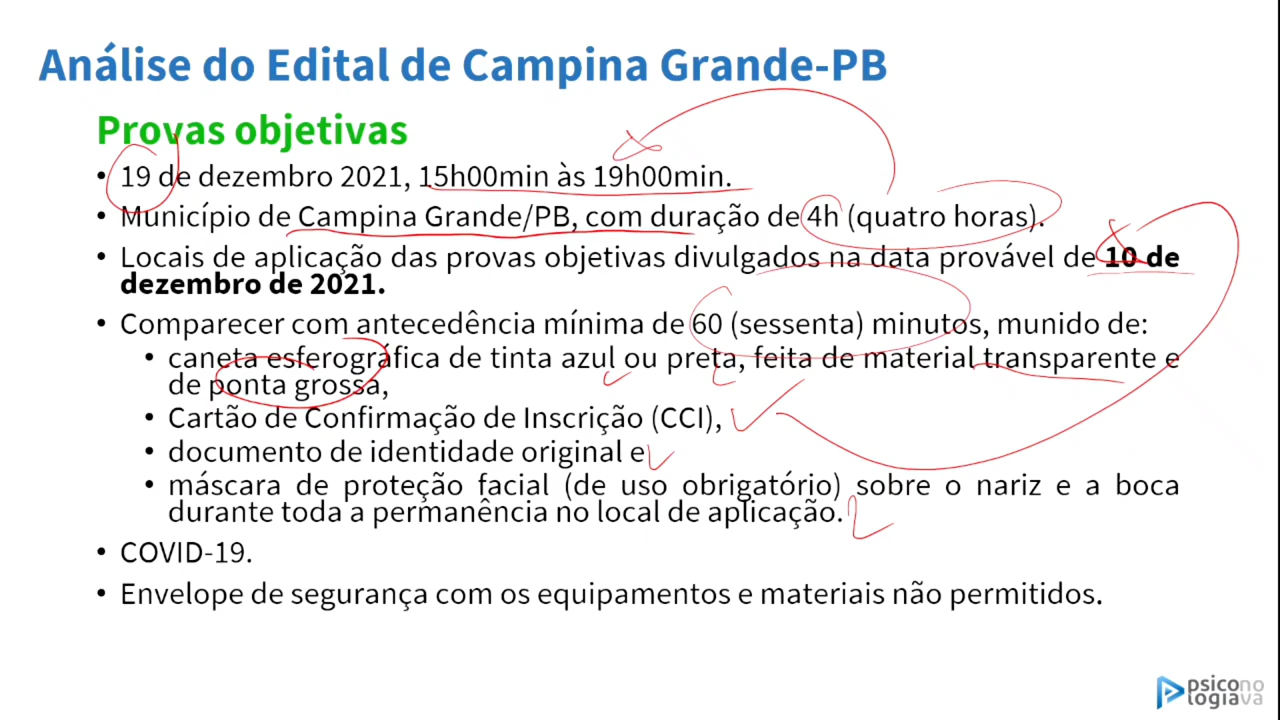 Análise do Edital de Campina Grande-PB
Provas objetivas
• 19 de dezembro 2021, 15h00min às 19h00min.
• Município de Campina Grande/PB, com duração de 4h (quatro horas).
• Locais de aplicação das provas objetivas divulgados na data provável de 10 de
dezembro de 2021.
• Comparecer com antecedência mínima de 60 (sessenta) minutos, munido de:
• caneta esferográfica de tinta azul ou preta, feita de material transparente e
de ponta grossa,
• Cartão de Confirmação de Inscrição (CCI),
• documento de identidade original e
• máscara de proteção facial (de uso obrigatório) sobre o nariz e a boca
durante toda a permanência no local de aplicação.
• COVID-19.
• Envelope de segurança com os equipamentos e materiais não permitidos.
psicono
logiava